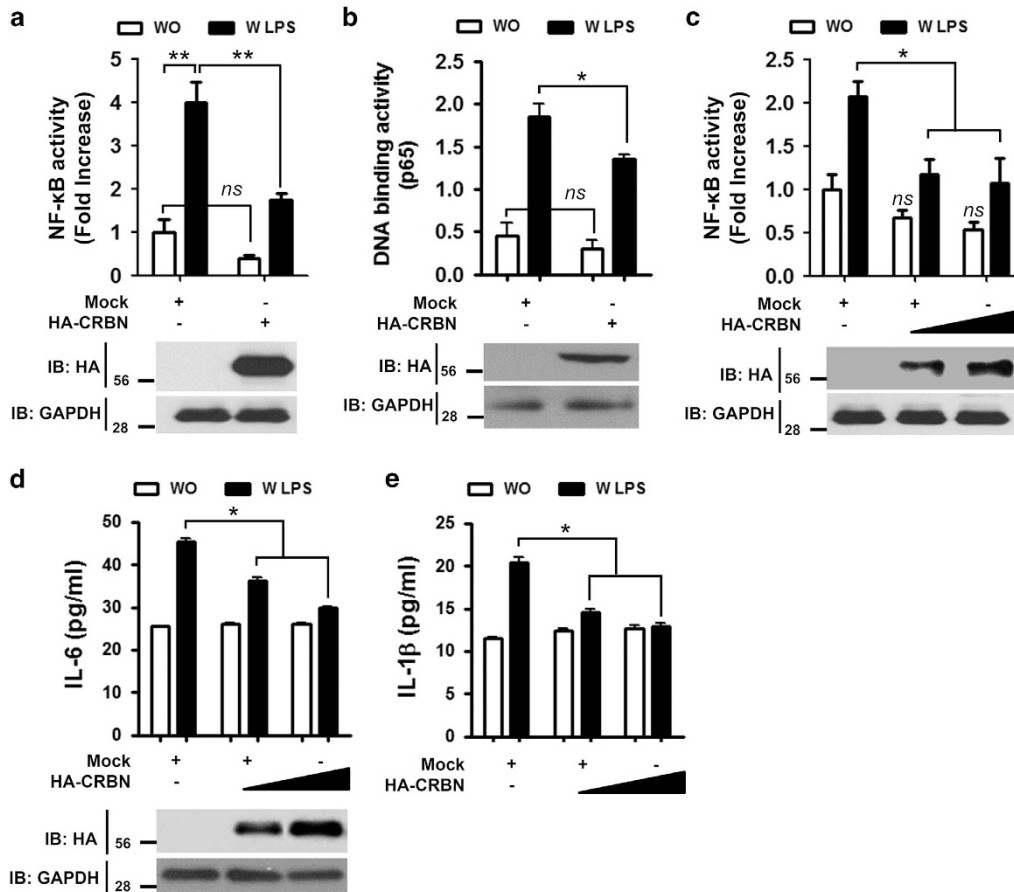 a
WO W LPS
NF-κB activity
(Fold Increase)
5
4
3
2
1
0
** **
ns
Mock + -
HA-CRBN - +
IB: HA
56
IB: GAPDH
28
b
WO W LPS
DNA binding activity
(p65)
2.5
2.0
1.5
1.0
0.5
0.0
*
ns
Mock + -
HA-CRBN - +
IB: HA
56
IB: GAPDH
28
c
WO W LPS
NF-κB activity
(Fold Increase)
2.5
2.0
1.5
1.0
0.5
0.0
*
ns ns
Mock + + -
HA-CRBN -
IB: HA
56
IB: GAPDH
28
d
WO W LPS
IL-6 (pg/ml)
50
40
30
20
10
0
*
Mock + + -
HA-CRBN -
IB: HA
56
IB: GAPDH
28
e
WO W LPS
IL-1β (pg/ml)
25
20
15
10
5
0
*
Mock + + -
HA-CRBN -